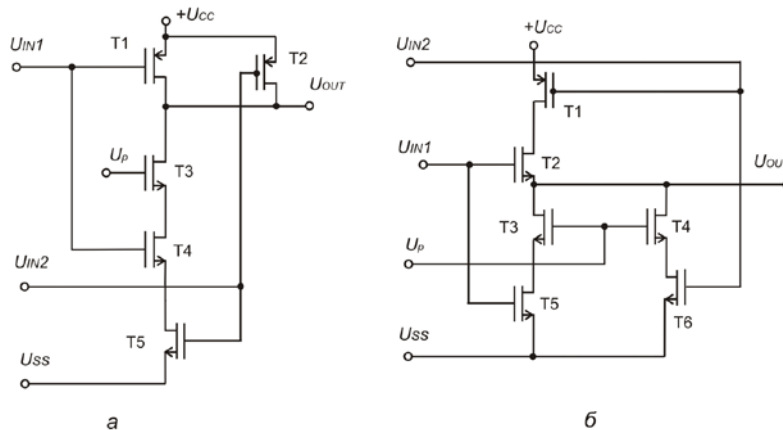 +UCC
UIN1
T1
T2
UOUT
UP
T3
T4
UIN2
T5
USS
а
UIN2
+UCC
T1
UIN1
T2
UOU
T3
T4
UP
T5
T6
USS
б